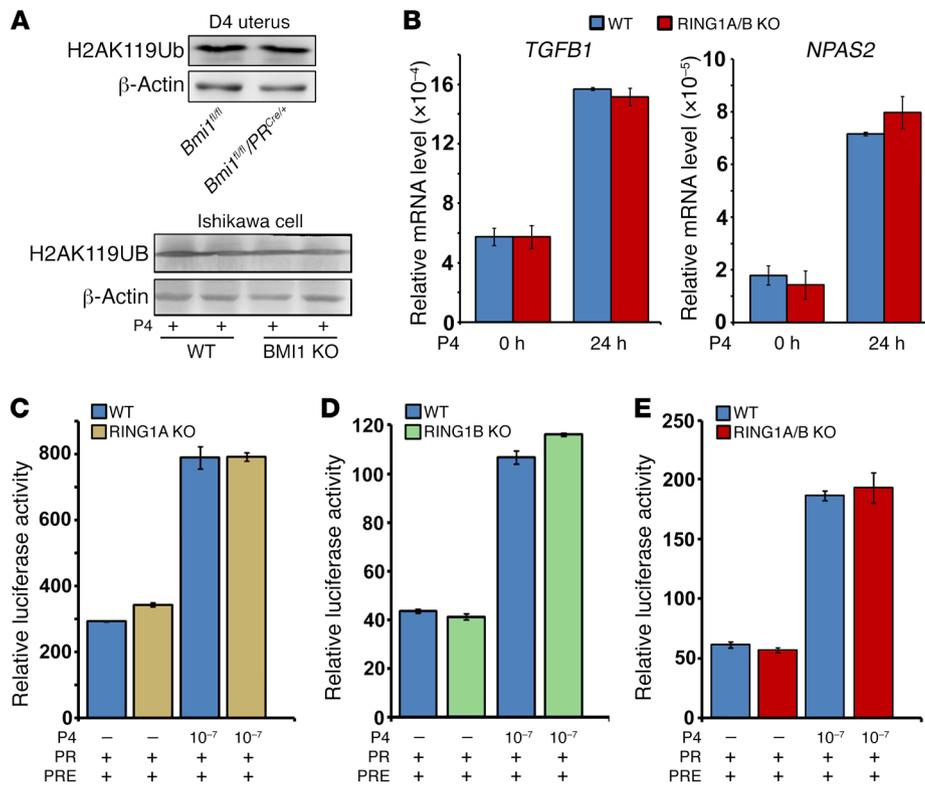 A
D4 uterus
H2AK119Ub
β-Actin
Bmi1fl/fl
Bmi1fl/fl/PRCre/+
Ishikawa cell
H2AK119UB
β-Actin
P4 + + + +
WT BMI1 KO
B
WT RING1A/B KO
TGFB1
Relative mRNA level (×10–4)
16
12
8
4
0
P4 0 h 24 h
NPAS2
Relative mRNA level (×10–5)
10
8
6
4
2
0
P4 0 h 24 h
C
WT
RING1A KO
Relative luciferase activity
800
600
400
200
0
P4 – – 10–7 10–7
PR + + + +
PRE + + + +
D
WT
RING1B KO
Relative luciferase activity
120
100
80
60
40
20
0
P4 – – 10–7 10–7
PR + + + +
PRE + + + +
E
WT
RING1A/B KO
Relative luciferase activity
250
200
150
100
50
0
P4 – – 10–7 10–7
PR + + + +
PRE + + + +